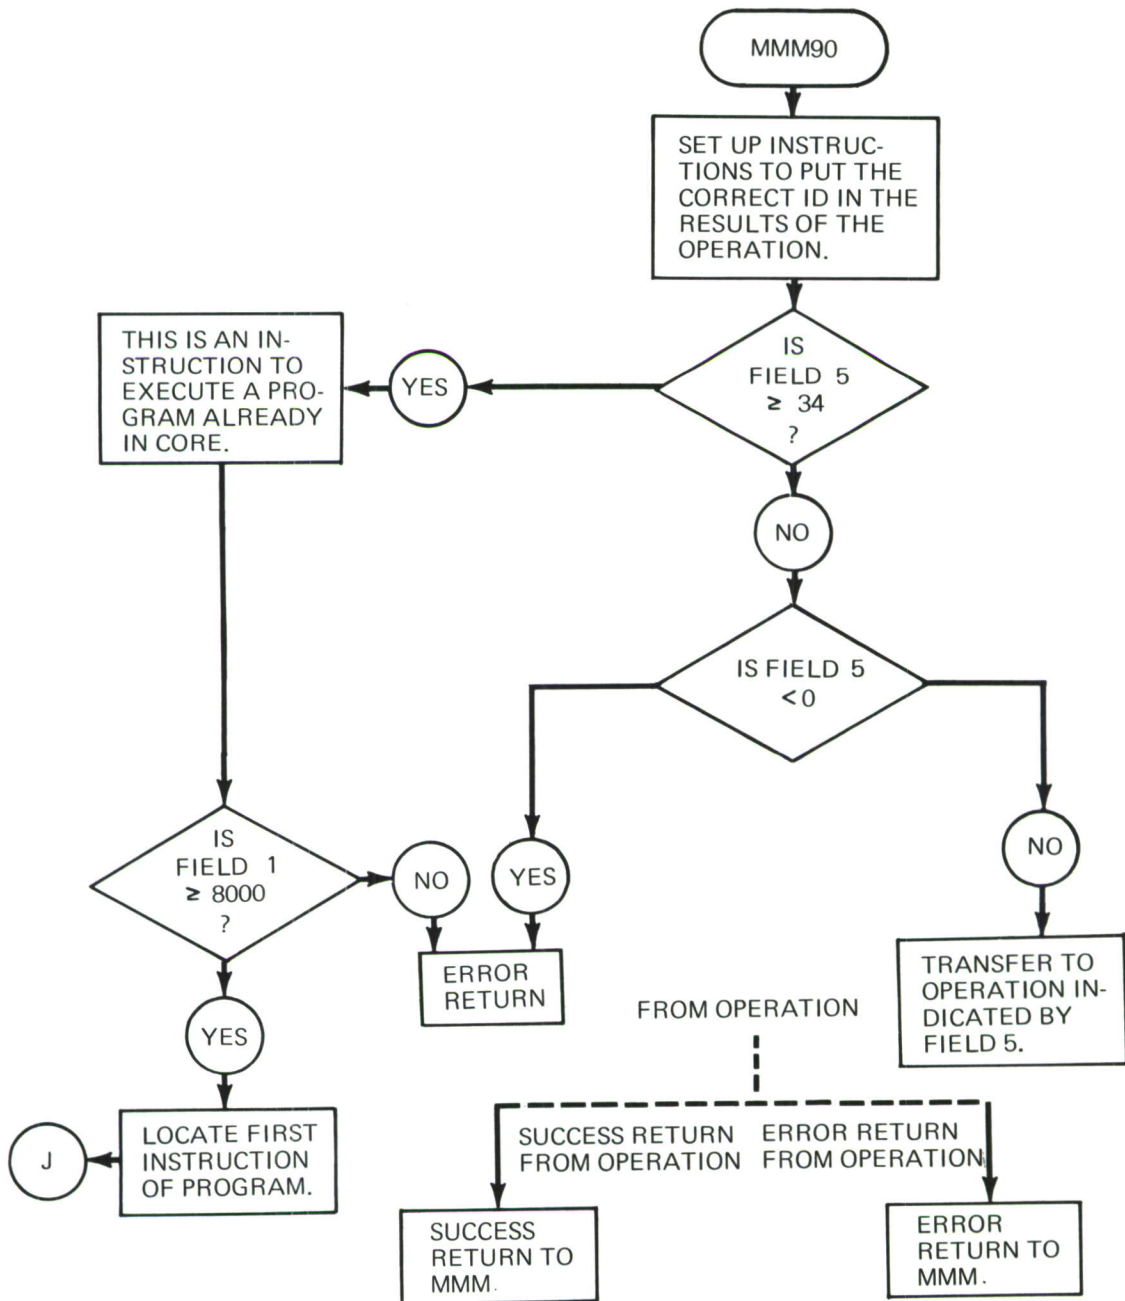 MMM90
SET UP INSTRUC-
TIONS TO PUT THE
CORRECT ID IN THE
RESULTS OF THE
OPERATION.
IS
FIELD 5
≥ 34
?
YES
THIS IS AN IN-
STRUCTION TO
EXECUTE A PRO-
GRAM ALREADY
IN CORE.
NO
IS FIELD 5
<0
IS
FIELD 1
≥ 8000
?
NO
YES
NO
ERROR
RETURN
TRANSFER TO
OPERATION IN-
DICATED BY
FIELD 5.
YES
FROM OPERATION
LOCATE FIRST
INSTRUCTION
OF PROGRAM.
J
SUCCESS RETURN
FROM OPERATION
ERROR RETURN
FROM OPERATION
SUCCESS
RETURN TO
MMM.
ERROR
RETURN TO
MMM.